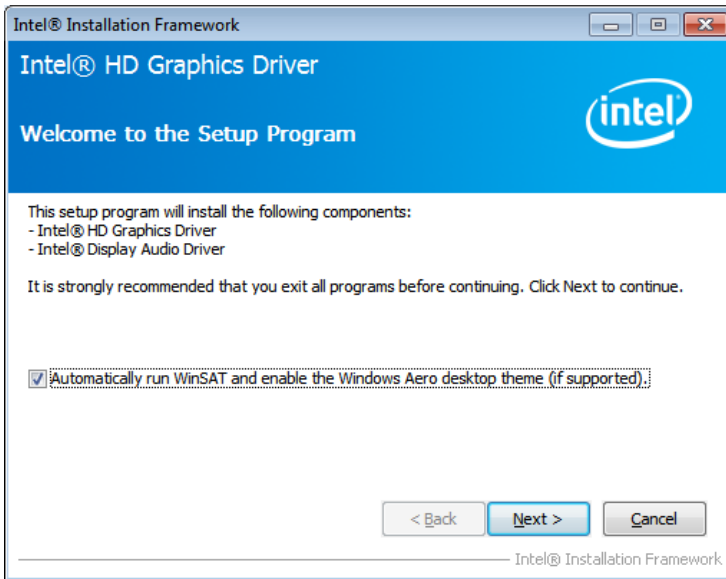 Intel® Installation Framework
Intel® HD Graphics Driver
intel
Welcome to the Setup Program
This setup program will install the following components:
- Intel® HD Graphics Driver
- Intel® Display Audio Driver
It is strongly recommended that you exit all programs before continuing. Click Next to continue.
Automatically run WinSAT and enable the Windows Aero desktop theme (if supported).
< Back
Next >
Cancel
Intel® Installation Framework